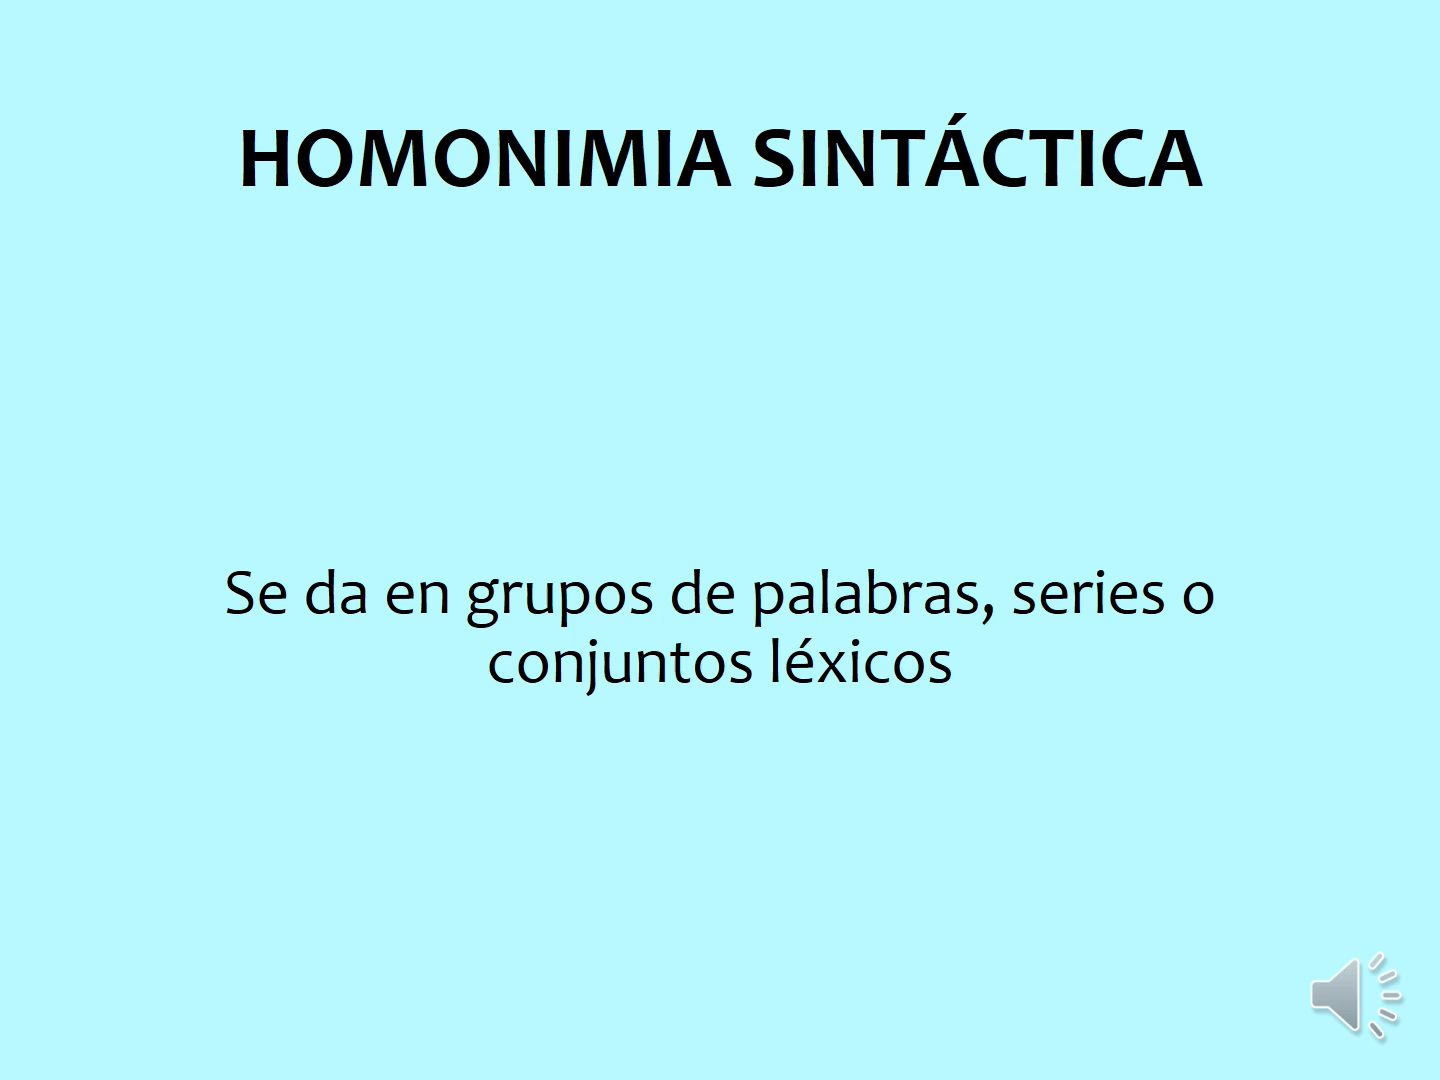 HOMONIMIA SINTÁCTICA
Se da en grupos de palabras, series o
conjuntos léxicos